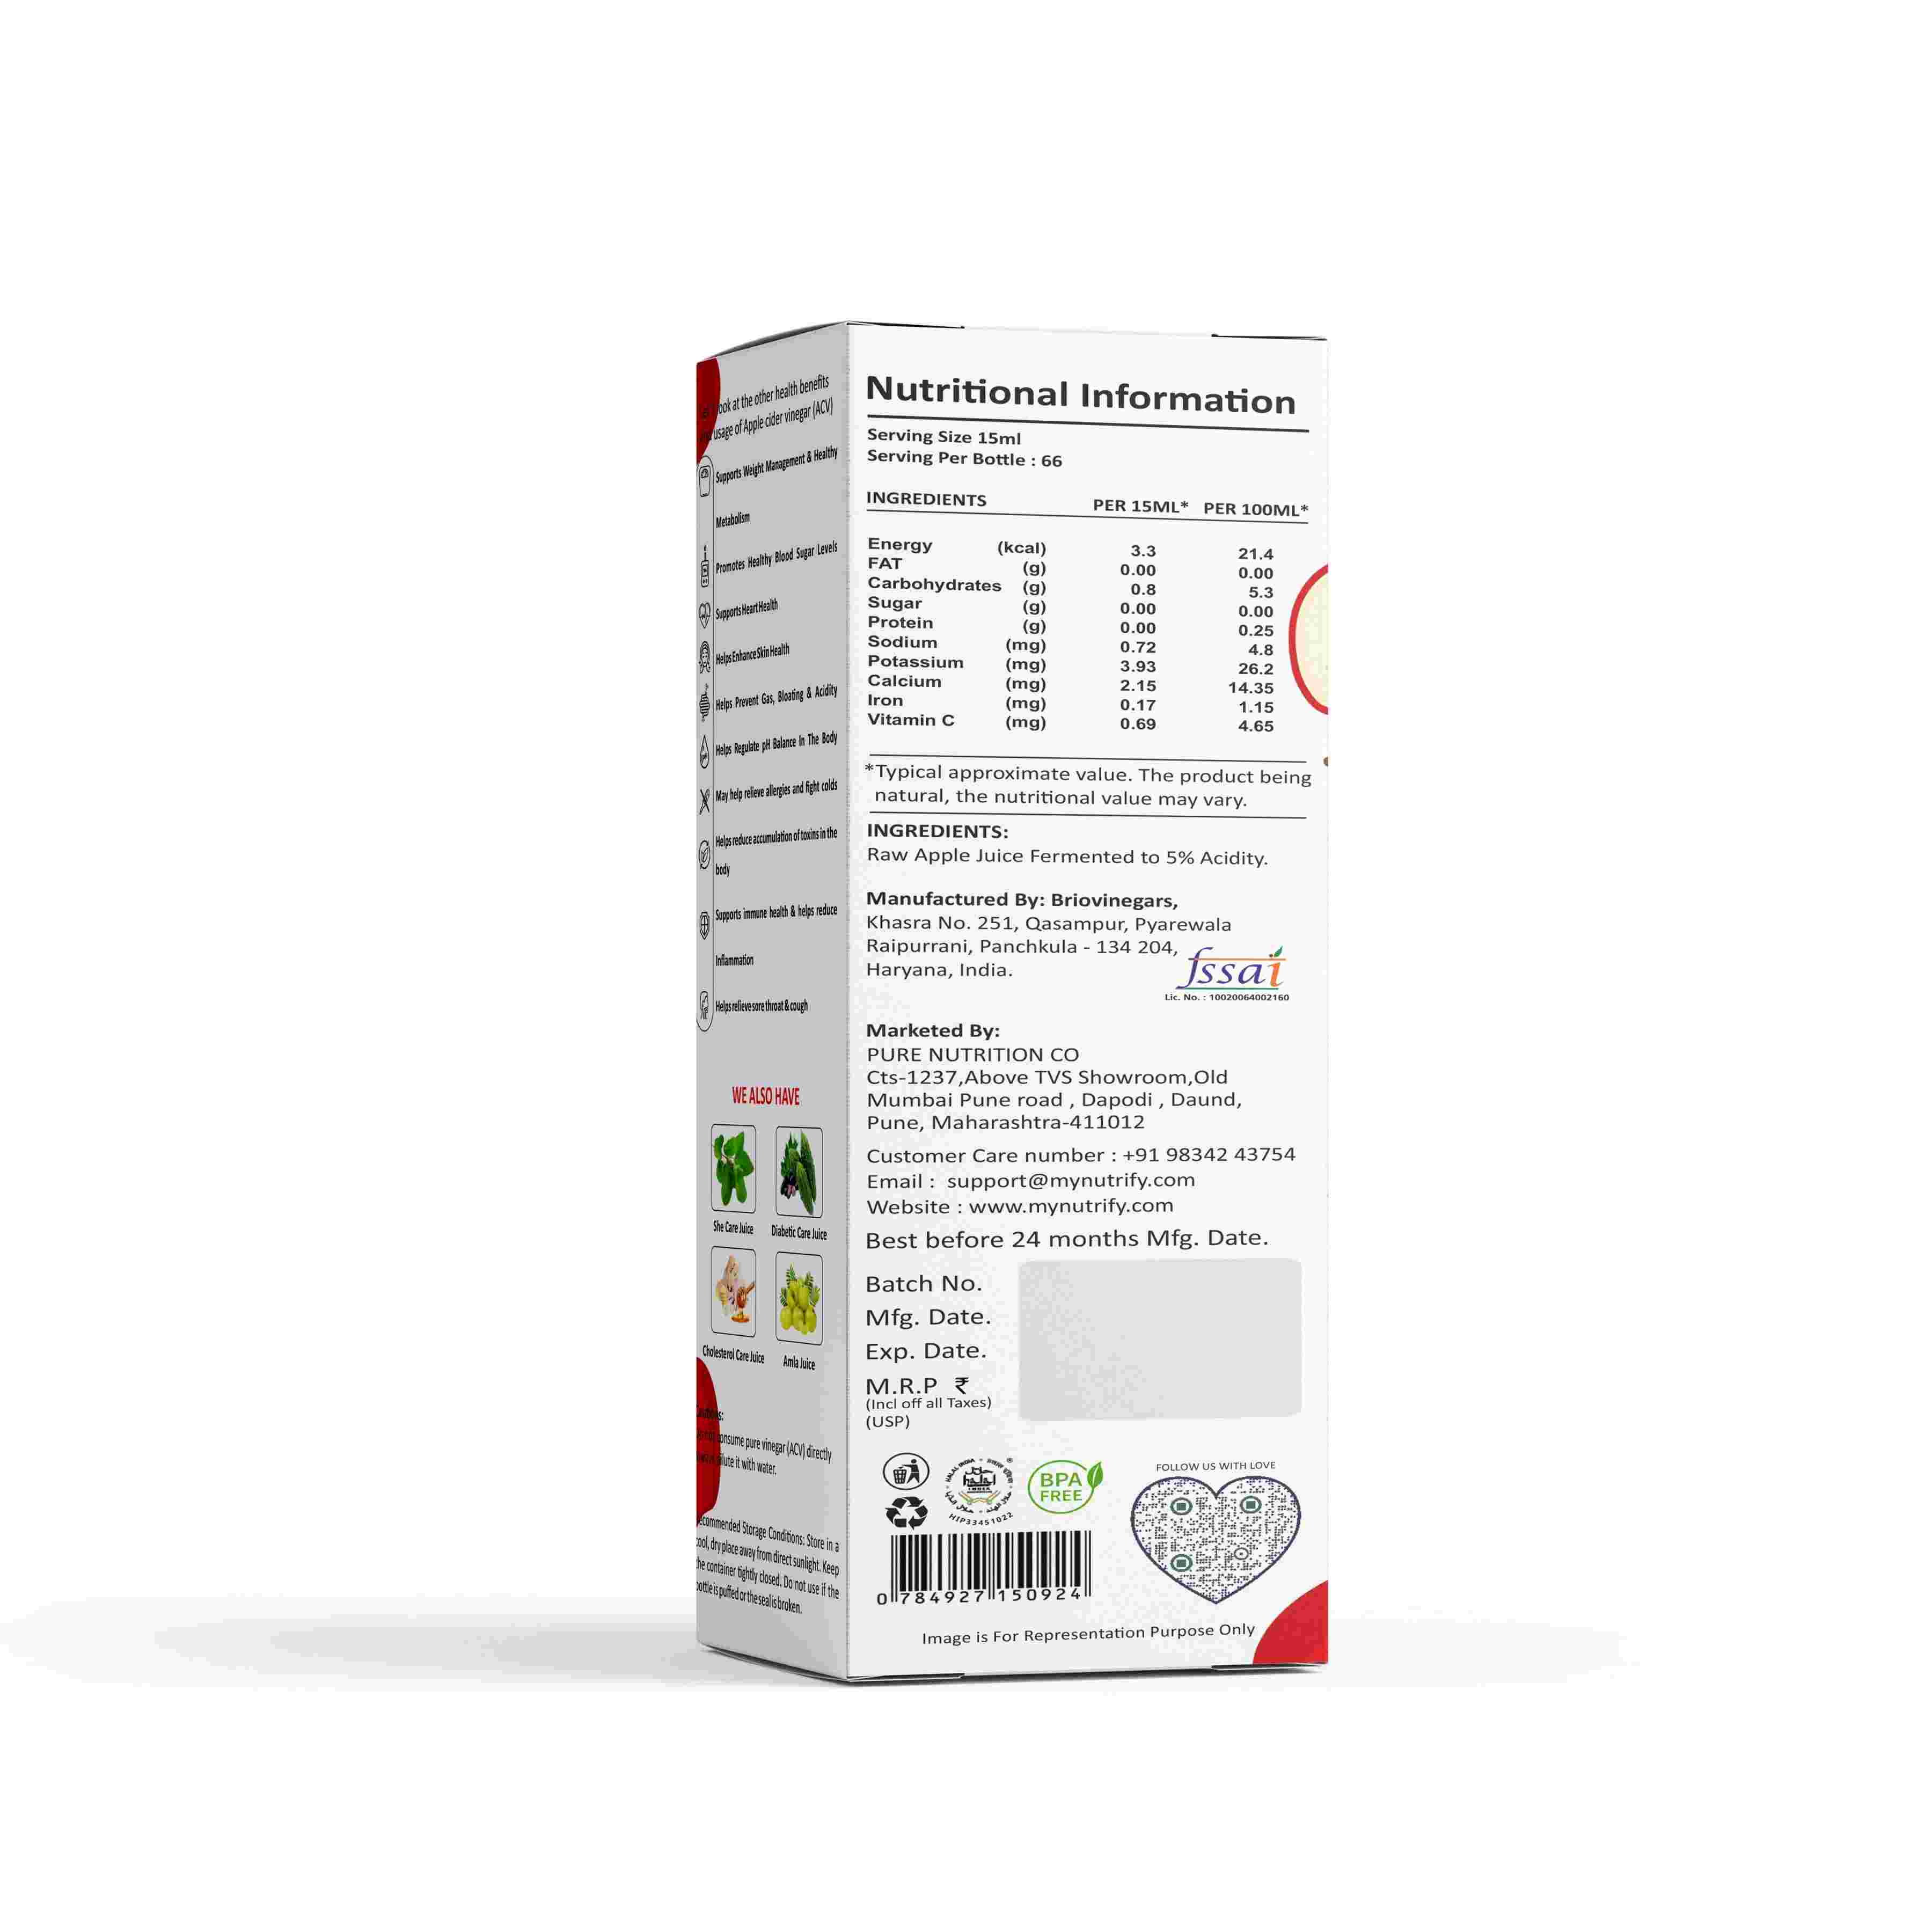 ook at the other health benefits
usage of Apple cider vinegar (ACV)
Supports Weight Management & Healthy
Metabolism
Promotes Healthy Blood Sugar Levels
Supports Heart Health
Helps Enhance Skin Health
Helps Prevent Gas, Bloating & Acidity
Helps Regulate pH Balance In The Body
May help relieve allergies and fight colds
Helps reduce accumulation of toxins in the
body
Supports immune health & helps reduce
Inflammation
Helps relieve sore throat & cough
WE ALSO HAVE
She Care Juice Diabetic Care Juice
Cholesterol Care Juice Amla Juice
onsume pure vinegar (ACV) directly
ilute it with water.
ecommended Storage Conditions: Store in a
ool, dry place away from direct sunlight. Keep
he container tightly closed. Do not use if the
ottle is puffed or the seal is broken.
Nutritional Information
Serving Size 15ml
Serving Per Bottle : 66
INGREDIENTS PER 15ML* PER 100ML*
Energy (kcal) 3.3 21.4
FAT (g) 0.00 0.00
Carbohydrates (g) 0.8 5.3
Sugar (g) 0.00 0.00
Protein (g) 0.00 0.25
Sodium (mg) 0.72 4.8
Potassium (mg) 3.93 26.2
Calcium (mg) 2.15 14.35
Iron (mg) 0.17 1.15
Vitamin C (mg) 0.69 4.65
*Typical approximate value. The product being
natural, the nutritional value may vary.
INGREDIENTS:
Raw Apple Juice Fermented to 5% Acidity.
Manufactured By: Briovinegars,
Khasra No. 251, Qasampur, Pyarewala
Raipurrani, Panchkula - 134 204,
Haryana, India.
fssai
Lic. No. : 10020064002160
Marketed By:
PURE NUTRITION CO
Cts-1237,Above TVS Showroom,Old
Mumbai Pune road , Dapodi , Daund,
Pune, Maharashtra-411012
Customer Care number : +91 98342 43754
Email : support@mynutrify.com
Website : www.mynutrify.com
Best before 24 months Mfg. Date.
Batch No.
Mfg. Date.
Exp. Date.
M.R.P ₹
(Incl off all Taxes)
(USP)
HALAL INDIA
halal
INDIA
HIP33451022
BPA
FREE
FOLLOW US WITH LOVE
0 784927 150924
Image is For Representation Purpose Only